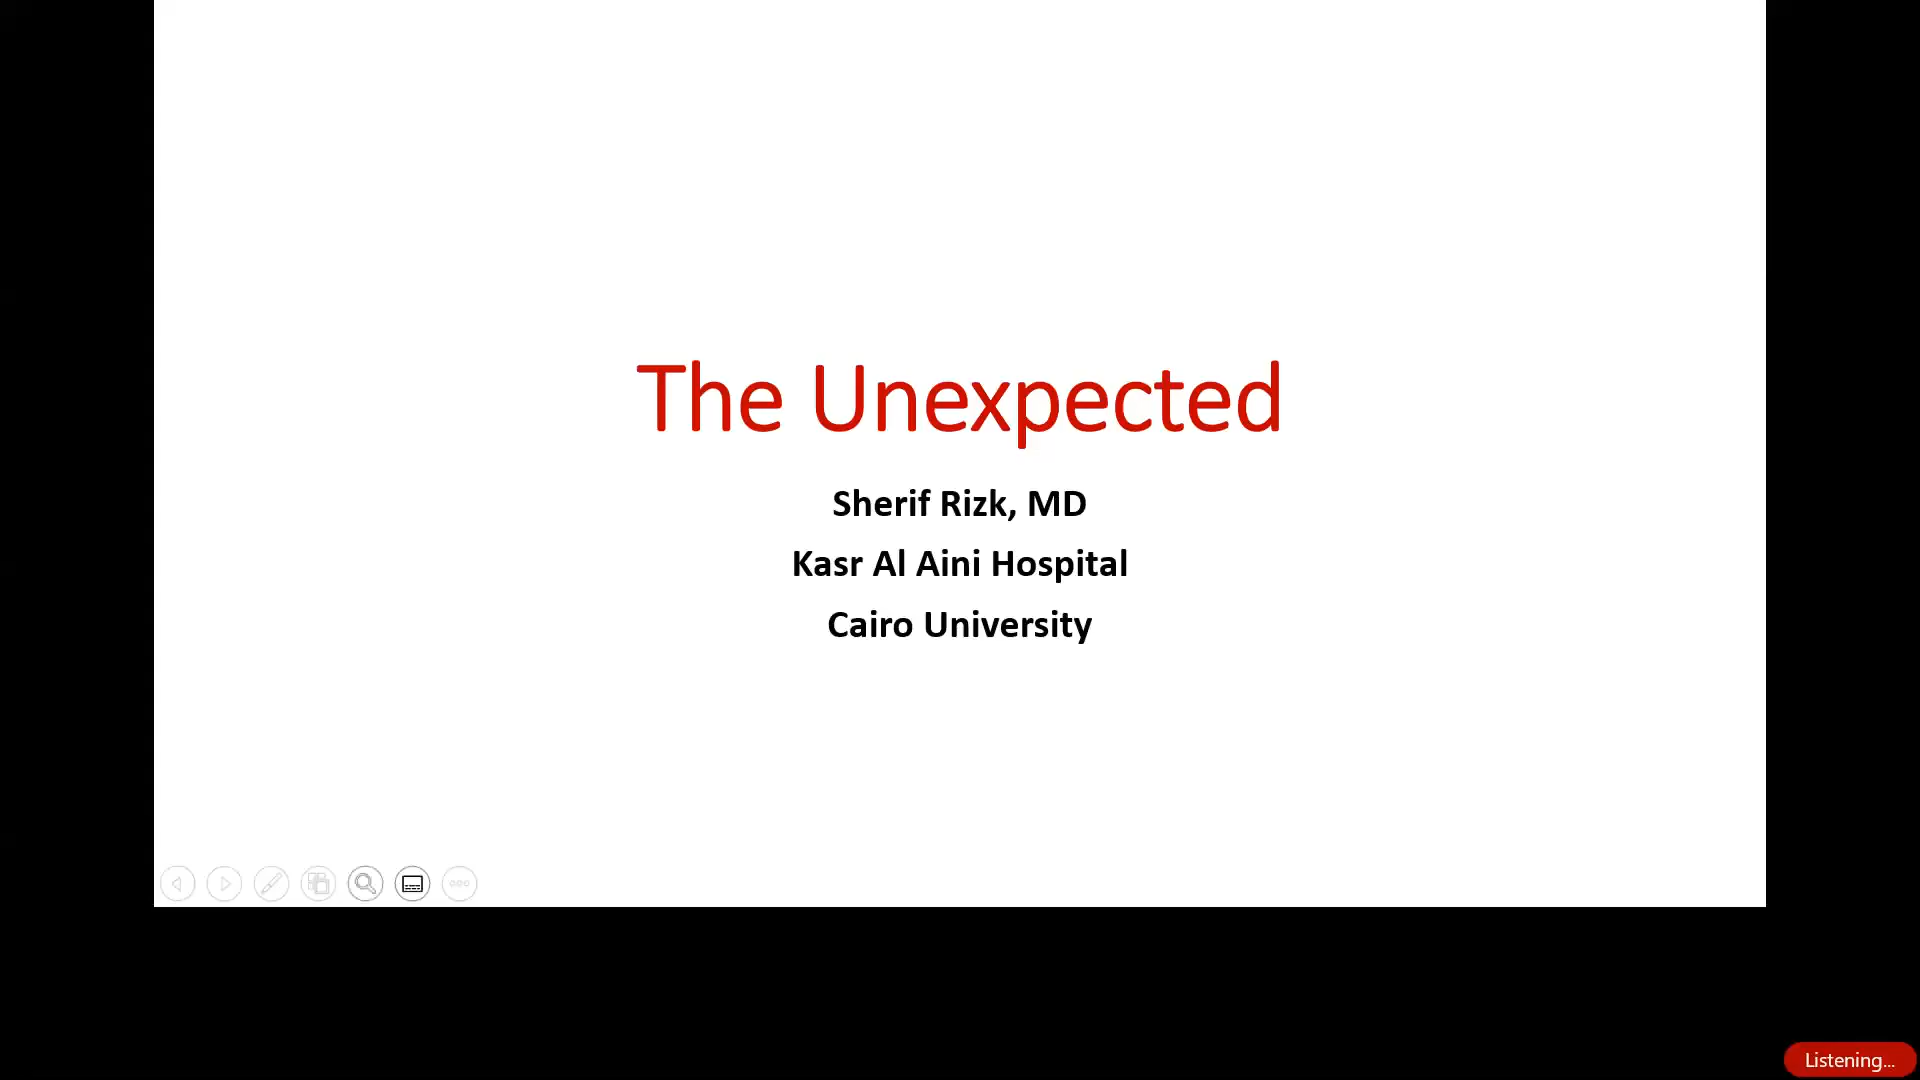 The Unexpected
Sherif Rizk, MD
Kasr Al Aini Hospital
Cairo University
Listening...